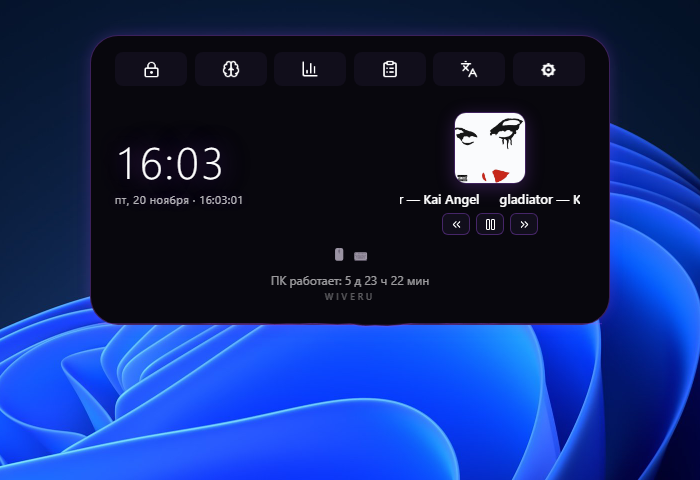 16:03
пт, 20 ноября · 16:03:01
r — Kai Angel gladiator — K
ПК работает: 5 д 23 ч 22 мин
WIVERU